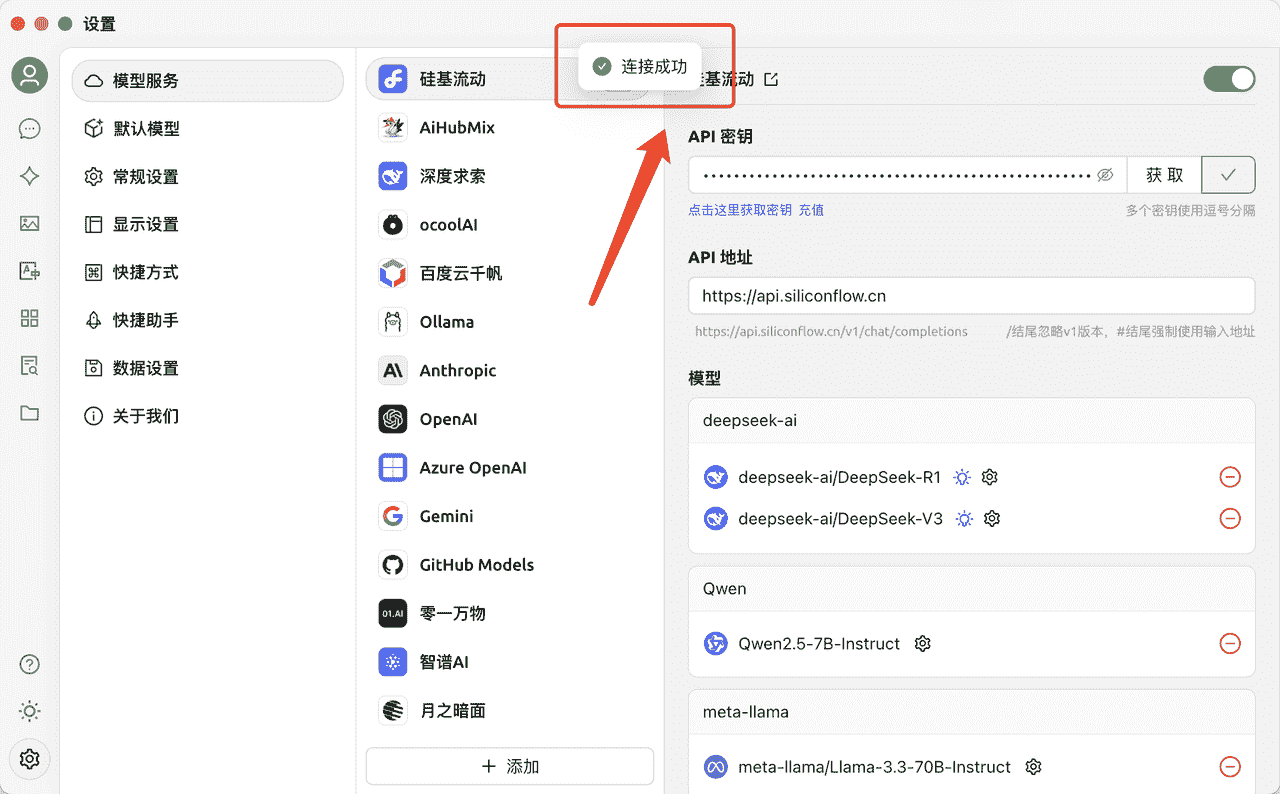 设置
模型服务
默认模型
常规设置
显示设置
快捷方式
快捷助手
数据设置
关于我们
硅基流动
AiHubMix
深度求索
ocoolAI
百度云千帆
Ollama
Anthropic
OpenAI
Azure OpenAI
Gemini
GitHub Models
01.AI 零一万物
智谱AI
月之暗面
添加
连接成功
基流动
API 密钥
获 取
点击这里获取密钥 充值
多个密钥使用逗号分隔
API 地址
https://api.siliconflow.cn
https://api.siliconflow.cn/v1/chat/completions /结尾忽略v1版本，#结尾强制使用输入地址
模型
deepseek-ai
deepseek-ai/DeepSeek-R1
deepseek-ai/DeepSeek-V3
Qwen
Qwen2.5-7B-Instruct
meta-llama
meta-llama/Llama-3.3-70B-Instruct